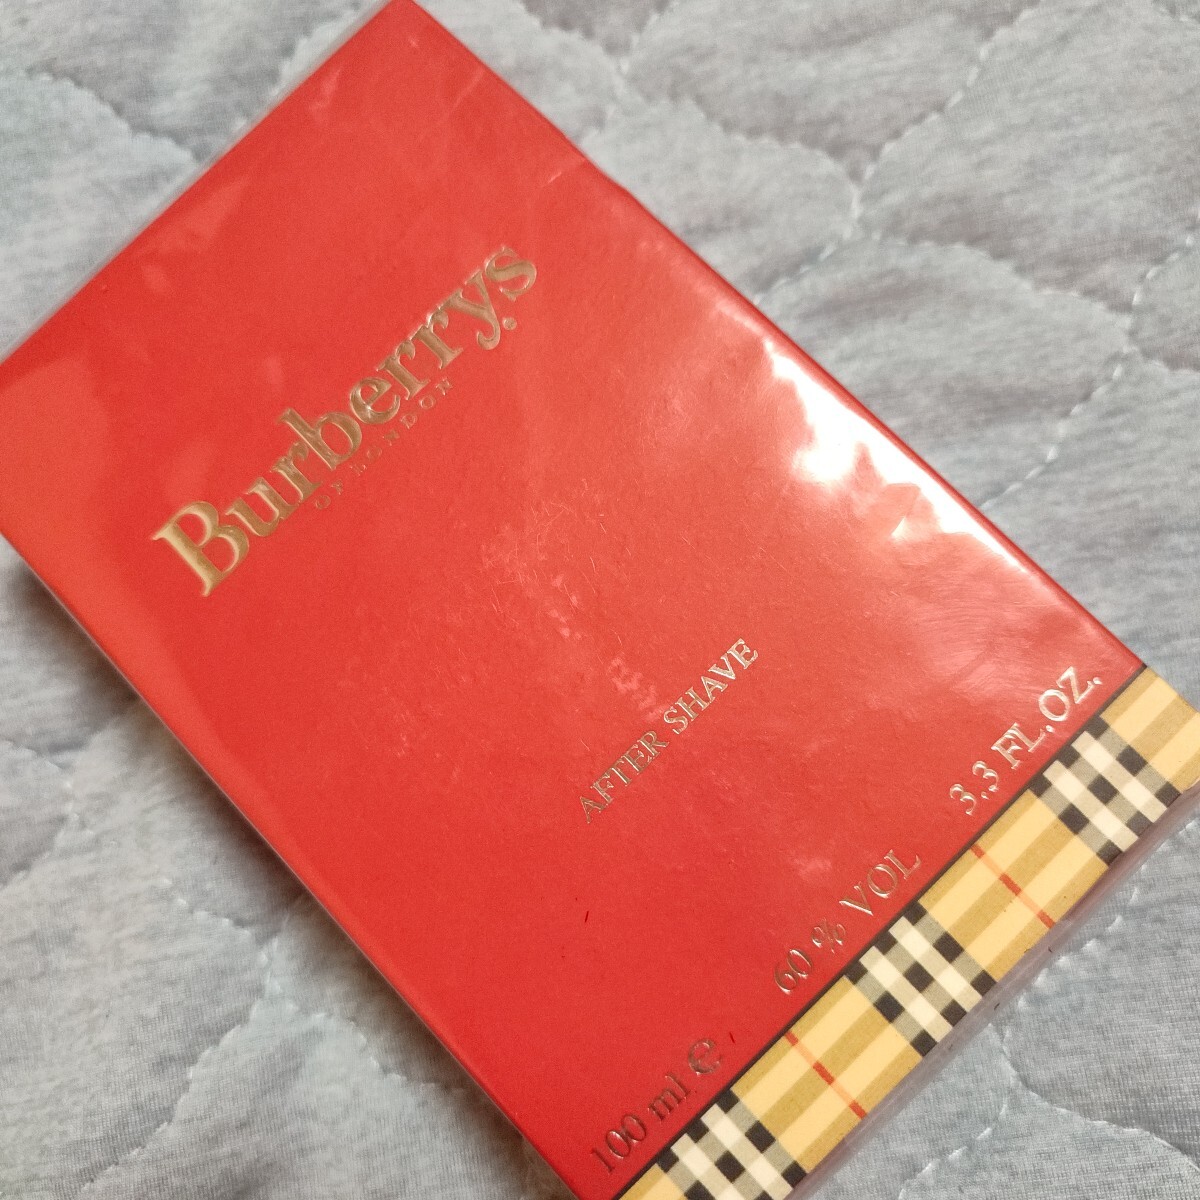 Burberrys
OF LONDON
AFTER SHAVE
100 ml ℮ 60 % VOL 3.3 FL.OZ.